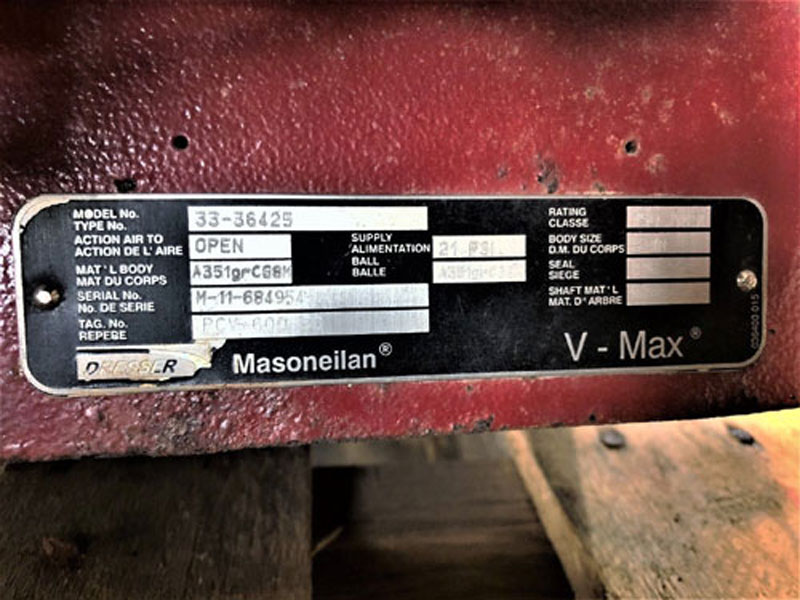 MODEL No. 33-36425
TYPE No.
ACTION AIR TO OPEN
ACTION DE L' AIRE
SUPPLY 21 PSI
ALIMENTATION
MAT'L BODY A351grCG8M
MAT DU CORPS
BALL
BALLE
SERIAL No. M-11-684954
No. DE SERIE
TAG. No. PCV-600
REPEBE
RATING
CLASSE
BODY SIZE
D.M. DU CORPS
SEAL
SIEGE
SHAFT MAT'L
MAT. D'ARBRE
DRESSER
Masoneilan®
V - Max®